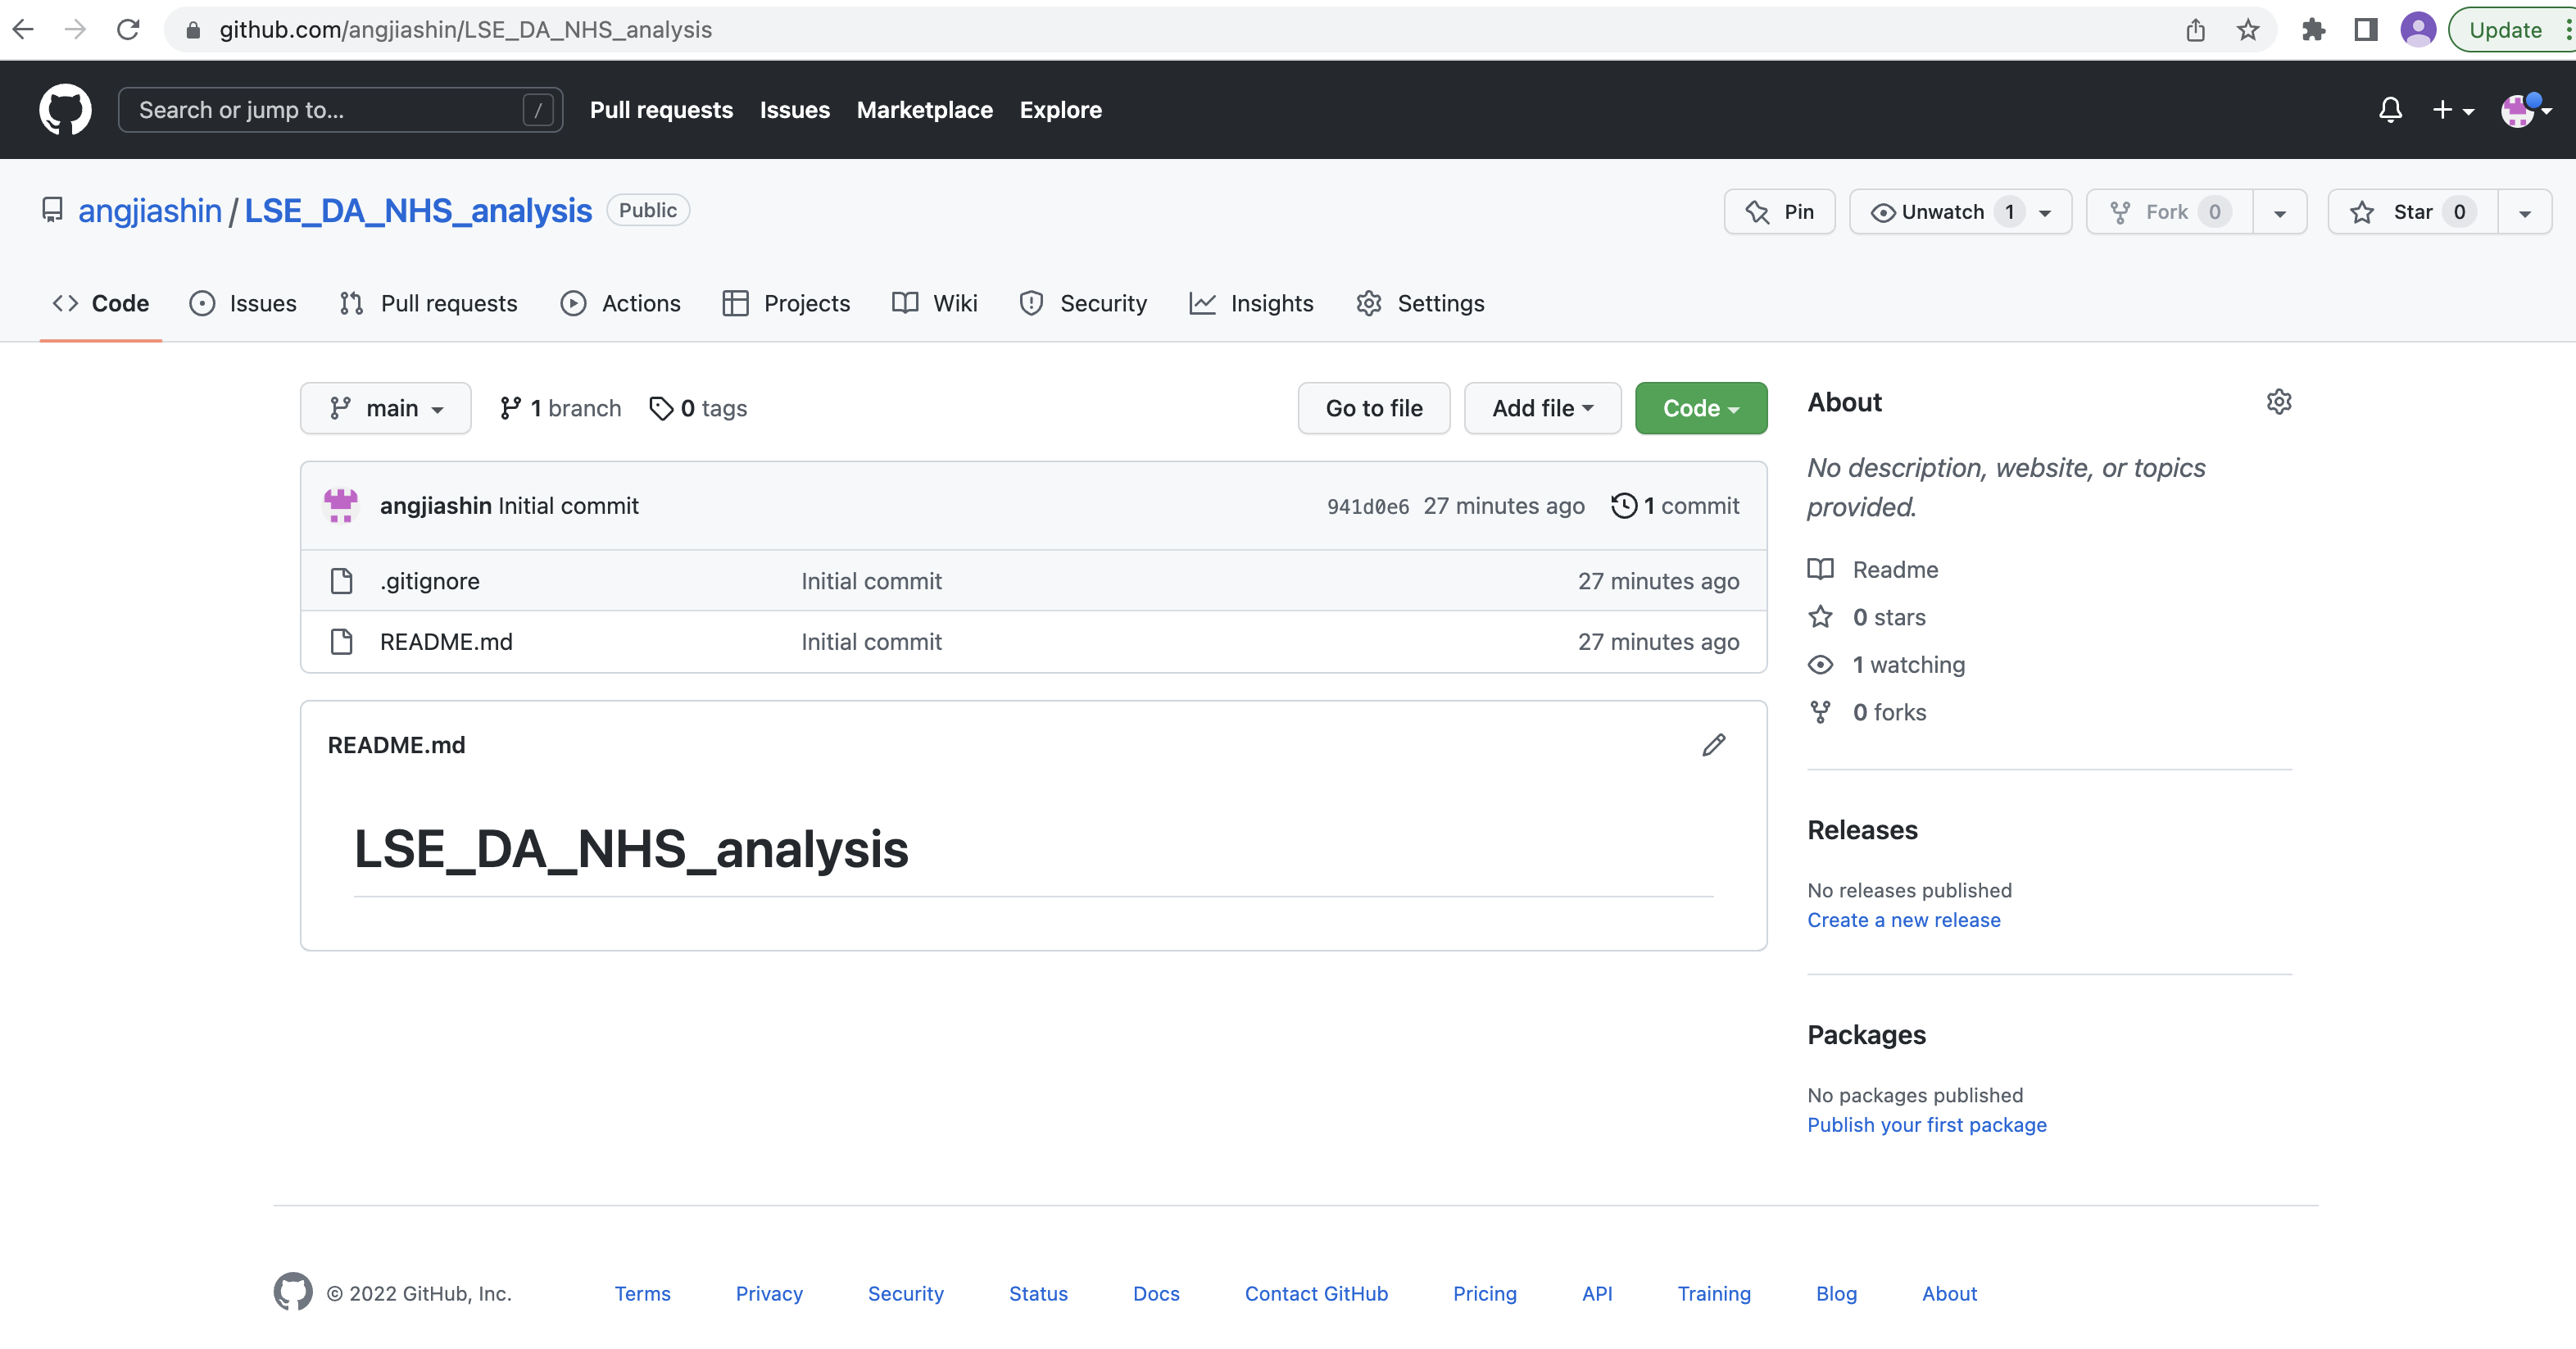 github.com/angjiashin/LSE_DA_NHS_analysis Update
Search or jump to... / Pull requests Issues Marketplace Explore
angjiashin / LSE_DA_NHS_analysis Public Pin Unwatch 1 Fork 0 Star 0
Code Issues Pull requests Actions Projects Wiki Security Insights Settings
main 1 branch 0 tags Go to file Add file Code
angjiashin Initial commit 941d0e6 27 minutes ago 1 commit
.gitignore Initial commit 27 minutes ago
README.md Initial commit 27 minutes ago
README.md
LSE_DA_NHS_analysis
About
No description, website, or topics
provided.
Readme
0 stars
1 watching
0 forks
Releases
No releases published
Create a new release
Packages
No packages published
Publish your first package
© 2022 GitHub, Inc. Terms Privacy Security Status Docs Contact GitHub Pricing API Training Blog About